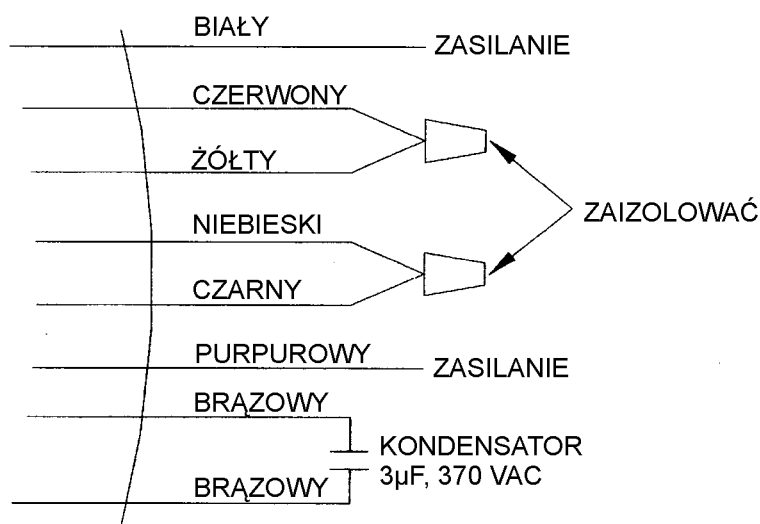 BIAŁY
ZASILANIE
CZERWONY
ŻÓŁTY
ZAIZOLOWAĆ
NIEBIESKI
CZARNY
PURPUROWY
ZASILANIE
BRĄZOWY
KONDENSATOR
3µF, 370 VAC
BRĄZOWY